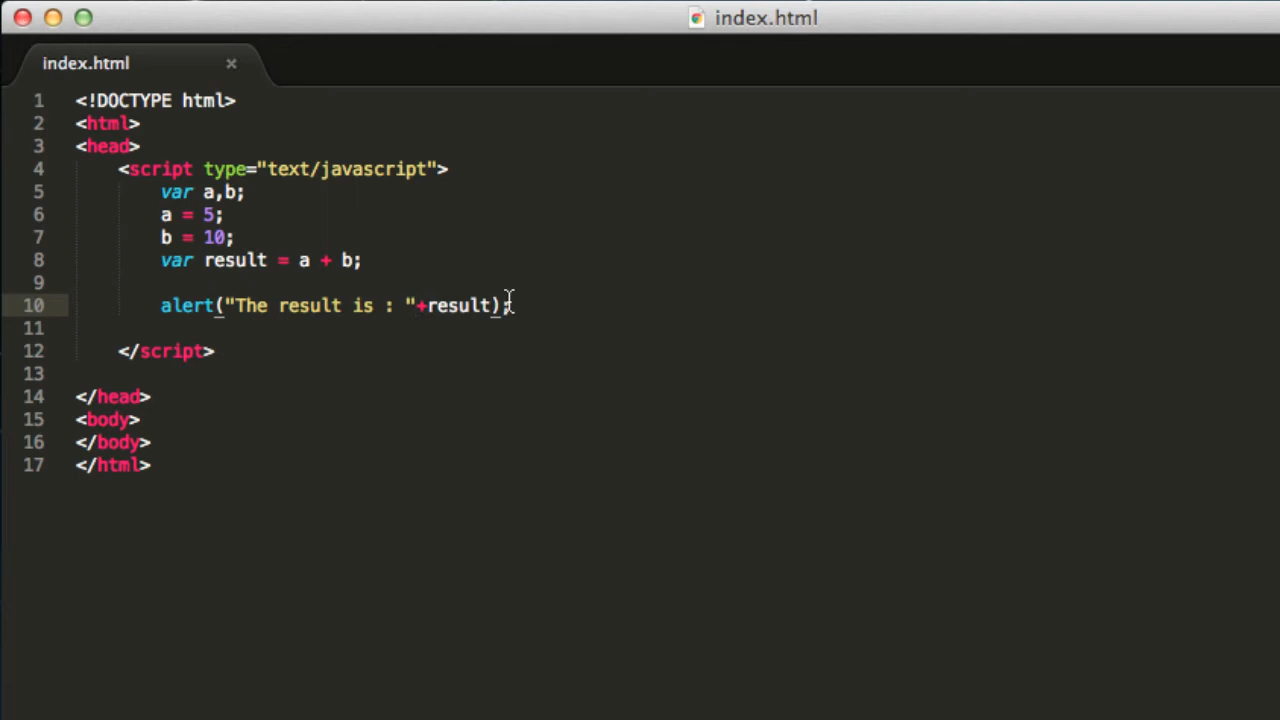 index.html
index.html ×
1 <!DOCTYPE html>
2 <html>
3 <head>
4 <script type="text/javascript">
5 var a,b;
6 a = 5;
7 b = 10;
8 var result = a + b;
9
10 alert("The result is : "+result);
11
12 </script>
13
14 </head>
15 <body>
16 </body>
17 </html>